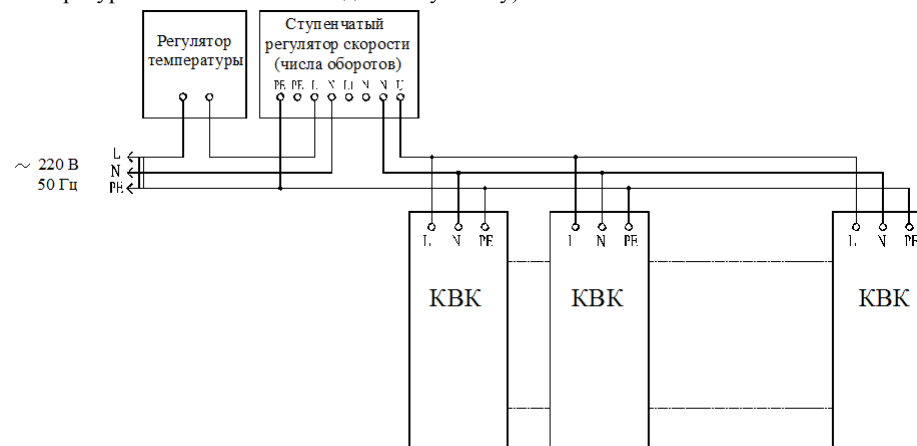 Ступенчатый
Регулятор
регулятор скорости
температуры
(числа оборотов)
PE PE L N L1 N N U
L
~ 220 В
N
50 Гц
PE
L N PE
L N PE
L N PE
КВК
КВК
КВК